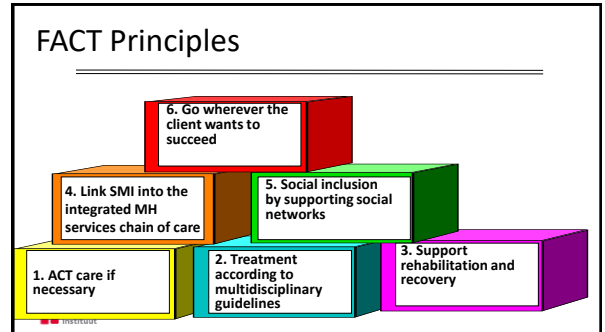 FACT Principles
6. Go wherever the
client wants to
succeed
4. Link SMI into the
integrated MH
services chain of care
5. Social inclusion
by supporting social
networks
1. ACT care if
necessary
2. Treatment
according to
multidisciplinary
guidelines
3. Support
rehabilitation and
recovery
instituut